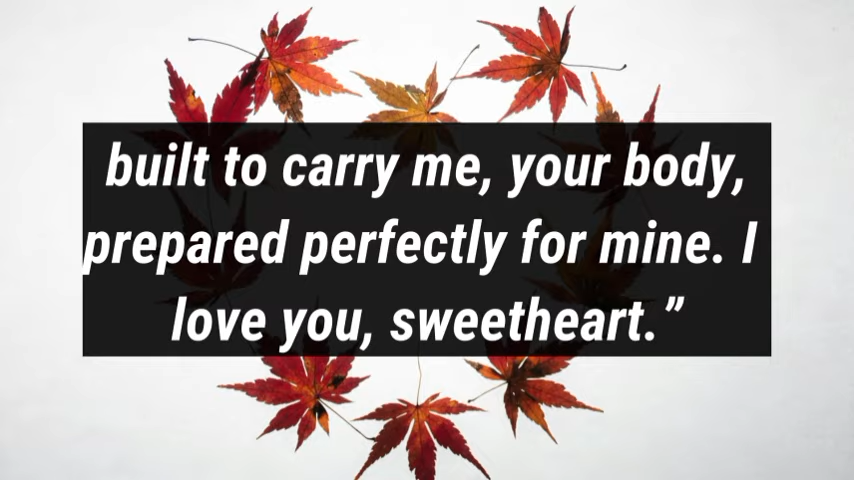 built to carry me, your body,
prepared perfectly for mine. I
love you, sweetheart.”